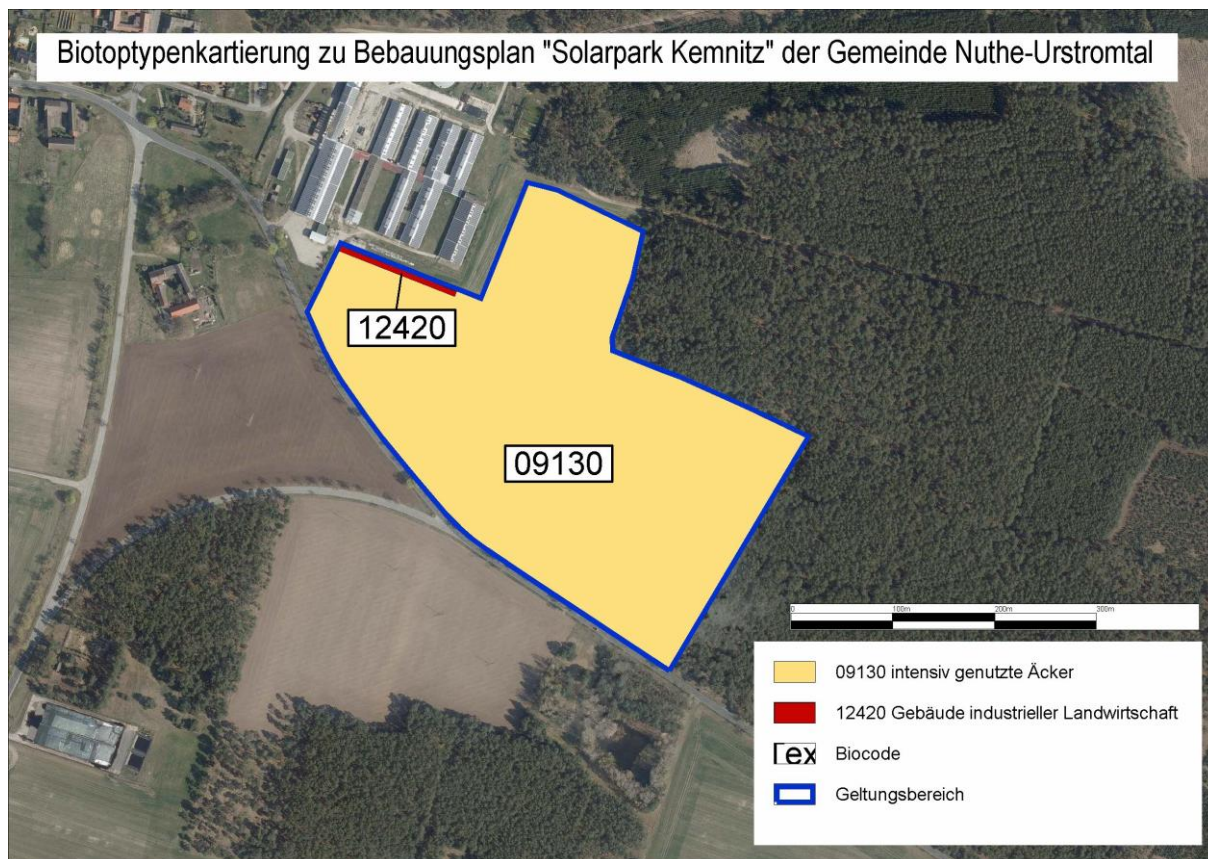 Biotoptypenkartierung zu Bebauungsplan "Solarpark Kemnitz" der Gemeinde Nuthe-Urstromtal
12420
09130
0 100m 200m 300m
09130 intensiv genutzte Äcker
12420 Gebäude industrieller Landwirtschaft
Tex Biocode
Geltungsbereich